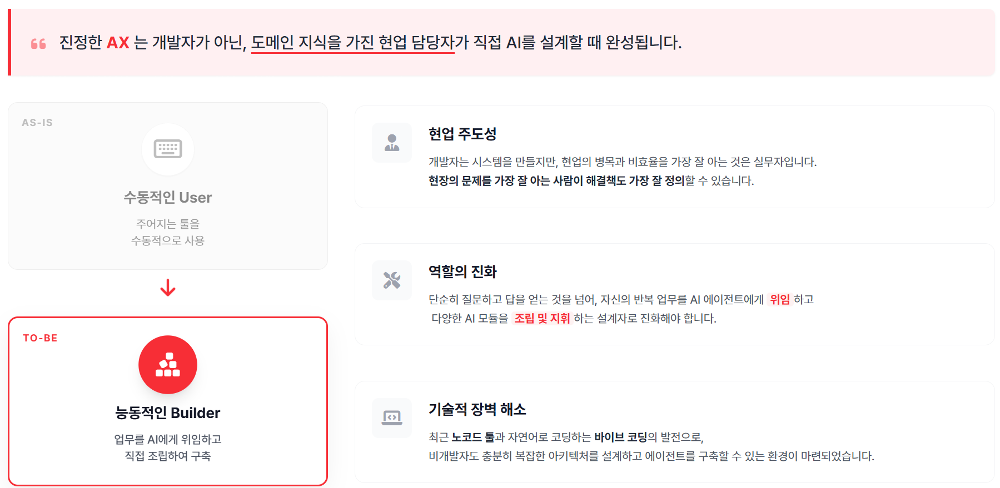 진정한 AX 는 개발자가 아닌, 도메인 지식을 가진 현업 담당자가 직접 AI를 설계할 때 완성됩니다.
AS-IS
수동적인 User
주어지는 툴을
수동적으로 사용
TO-BE
능동적인 Builder
업무를 AI에게 위임하고
직접 조립하여 구축
현업 주도성
개발자는 시스템을 만들지만, 현업의 병목과 비효율을 가장 잘 아는 것은 실무자입니다.
현장의 문제를 가장 잘 아는 사람이 해결책도 가장 잘 정의할 수 있습니다.
역할의 진화
단순히 질문하고 답을 얻는 것을 넘어, 자신의 반복 업무를 AI 에이전트에게 위임 하고
다양한 AI 모듈을 조립 및 지휘 하는 설계자로 진화해야 합니다.
기술적 장벽 해소
최근 노코드 툴과 자연어로 코딩하는 바이브 코딩의 발전으로,
비개발자도 충분히 복잡한 아키텍처를 설계하고 에이전트를 구축할 수 있는 환경이 마련되었습니다.